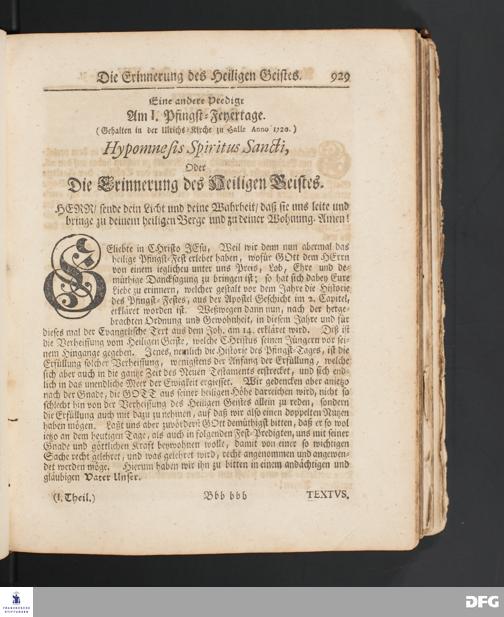 Die Erinnerung des Heiligen Geistes. 929
Eine andere Predigt
Am I. Pfingst-Feyertage.
(Gehalten in der Ulrichs-Kirche zu Halle Anno 1720.)
Hypomnesis Spiritus Sancti,
Oder
Die Erinnerung des Heiligen Geistes.
HERR/ sende dein Licht und deine Wahrheit/ daß sie uns leite und
bringe zu deinem heiligen Berge und zu deiner Wohnung. Amen!
GEliebte in CHristo JEsu, Weil wir denn nun abermal das
heilige Pfingst-Fest erlebet haben, wofür GOtt dem HErrn
von einem ieglichen unter uns Preis, Lob, Ehre und de-
müthige Dancksagung zu bringen ist; so hat sich dabey Eure
Liebe zu erinnern, welcher gestalt vor dem Jahre die Historie
des Pfingst-Festes, aus der Apostel Geschicht im 2. Capitel,
erkläret worden ist. Weßwegen dann nun, nach der herge-
brachten Ordnung und Gewohnheit, in diesem Jahre und für
dieses mal der Evangelische Text aus dem Joh. am 14. erkläret wird. Diß ist
die Verheissung vom Heiligen Geiste, welche CHristus seinen Jüngern vor sei-
nem Hingange gegeben. Jenes, nemlich die Historie des Pfingst-Tages, ist die
Erfüllung solcher Verheissung, wenigstens der Anfang der Erfüllung, welche
sich aber auch in die gantze Zeit des Neuen Testaments erstrecket, und sich end-
lich in das unendliche Meer der Ewigkeit ergiesset. Wir gedencken aber anietzo
nach der Gnade, die GOTT aus seiner heiligen Höhe darreichen wird, nicht so
schlecht hin von der Verheissung des Heiligen Geistes allein zu reden, sondern
die Erfüllung auch mit dazu zu nehmen, auf daß wir also einen doppelten Nutzen
haben mögen. Laßt uns aber zuvörderst GOtt demüthigst bitten, daß er so wol
ietzo an dem heutigen Tage, als auch in folgenden Fest-Predigten, uns mit seiner
Gnade und göttlichen Kraft beywohnen wolle, damit von einer so wichtigen
Sache recht gelehret, und was gelehret wird, recht angenommen und angewen-
det werden möge. Hierum haben wir ihn zu bitten in einem andächtigen und
gläubigen Vater Unser.
(I. Theil.) Bbb bbb TEXTVS,
FRANCKESCHE
STIFTUNGEN
DFG